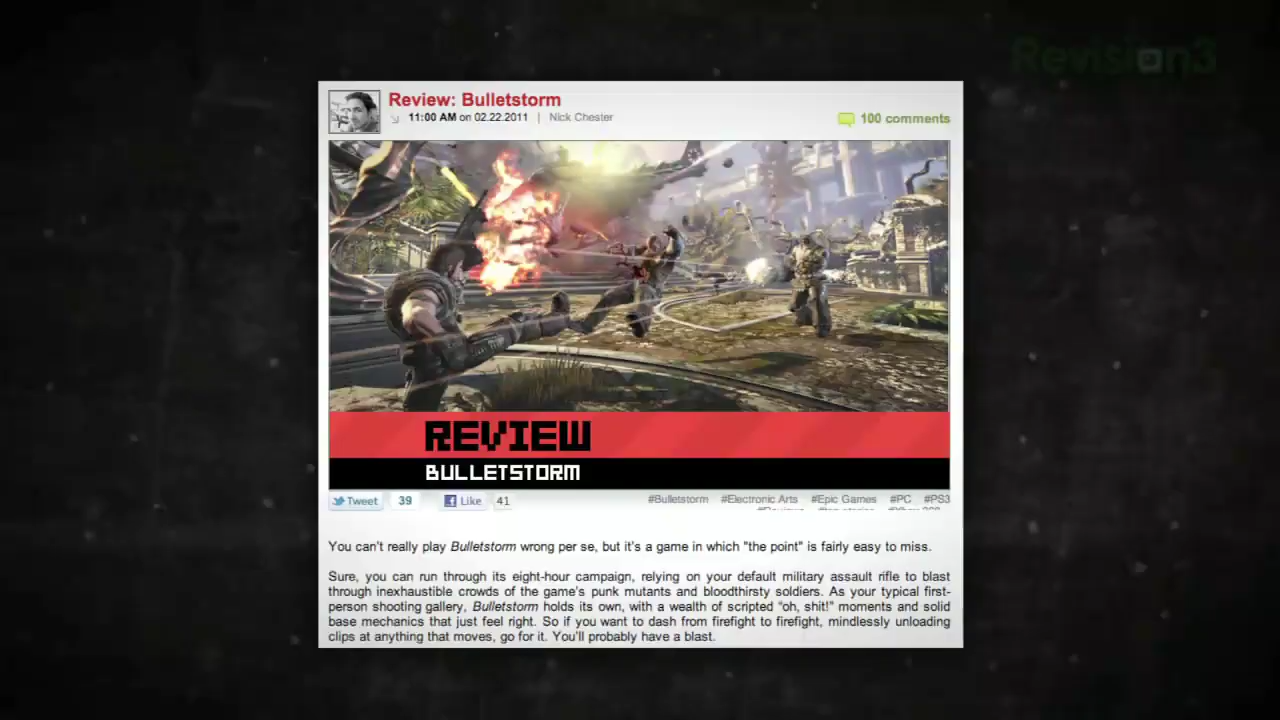 Revision3
Review: Bulletstorm
11:00 AM on 02.22.2011 | Nick Chester
100 comments
REVIEW
BULLETSTORM
Tweet 39 Like 41
#Bulletstorm #Electronic Arts #Epic Games #PC #PS3
You can't really play Bulletstorm wrong per se, but it's a game in which "the point" is fairly easy to miss.
Sure, you can run through its eight-hour campaign, relying on your default military assault rifle to blast
through inexhaustible crowds of the game's punk mutants and bloodthirsty soldiers. As your typical first-
person shooting gallery, Bulletstorm holds its own, with a wealth of scripted "oh, shit!" moments and solid
base mechanics that just feel right. So if you want to dash from firefight to firefight, mindlessly unloading
clips at anything that moves, go for it. You'll probably have a blast.